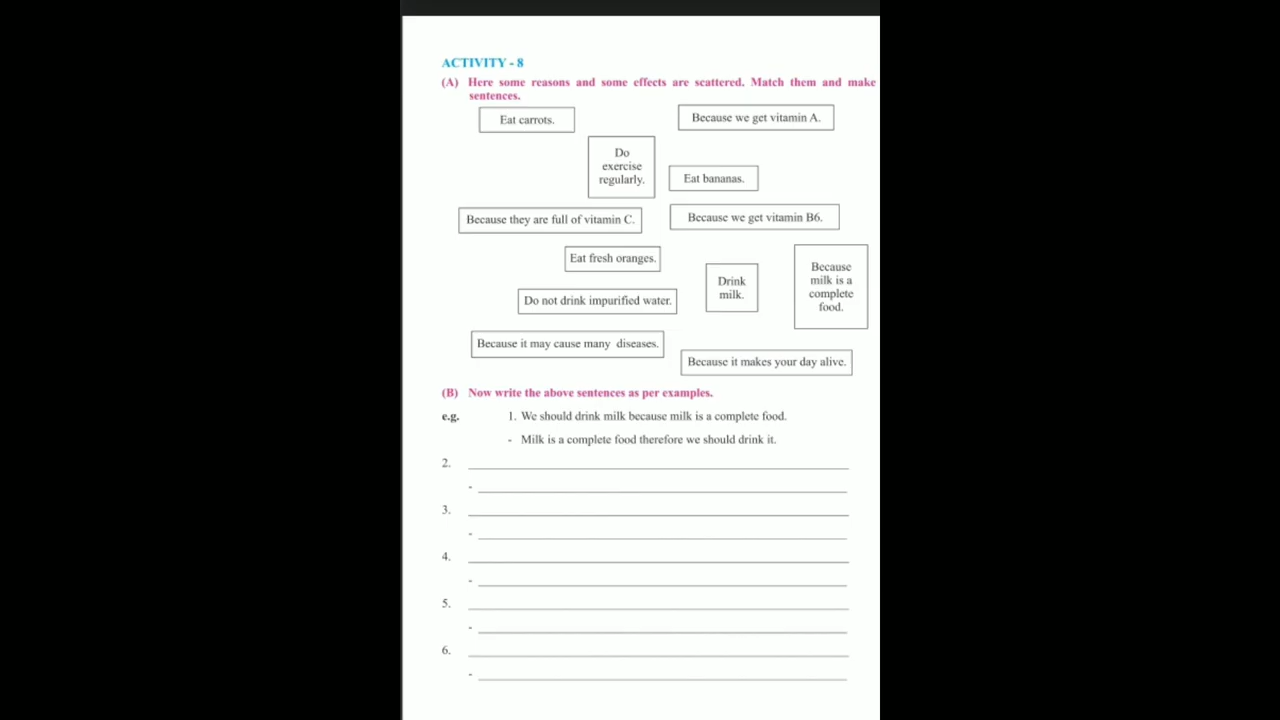 ACTIVITY - 8
(A) Here some reasons and some effects are scattered. Match them and make
sentences.
Eat carrots.
Because we get vitamin A.
Do
exercise
regularly.
Eat bananas.
Because they are full of vitamin C.
Because we get vitamin B6.
Eat fresh oranges.
Drink
milk.
Because
milk is a
complete
food.
Do not drink impurified water.
Because it may cause many diseases.
Because it makes your day alive.
(B) Now write the above sentences as per examples.
e.g. 1. We should drink milk because milk is a complete food.
- Milk is a complete food therefore we should drink it.
2.
-
3.
-
4.
-
5.
-
6.
-